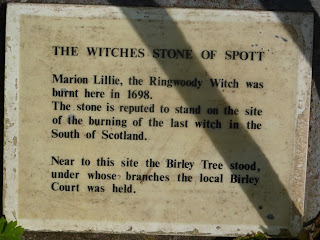 THE WITCHES STONE OF SPOTT
Marion Lillie, the Ringwoody Witch was
burnt here in 1698.
The stone is reputed to stand on the site
of the burning of the last witch in the
South of Scotland.
Near to this site the Birley Tree stood,
under whose branches the local Birley
Court was held.